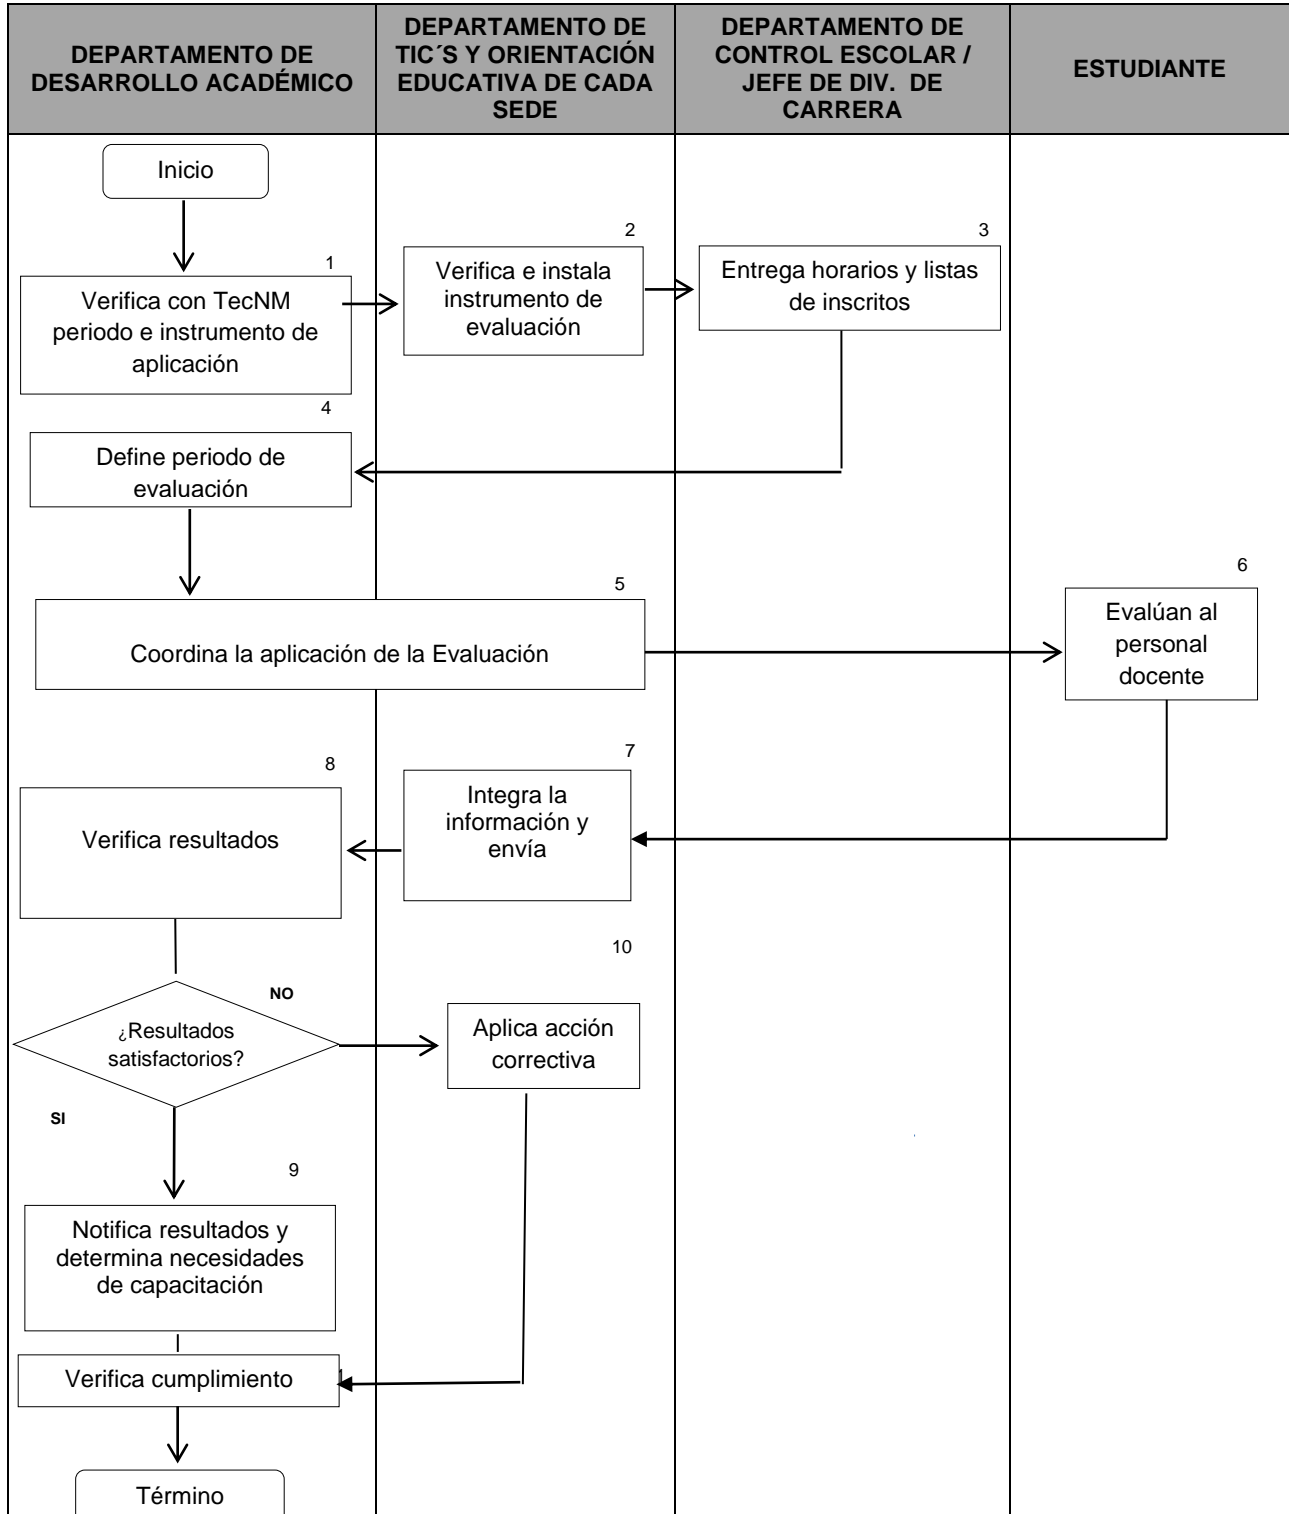 DEPARTAMENTO DE
DESARROLLO ACADÉMICO
DEPARTAMENTO DE
TIC´S Y ORIENTACIÓN
EDUCATIVA DE CADA
SEDE
DEPARTAMENTO DE
CONTROL ESCOLAR /
JEFE DE DIV. DE
CARRERA
ESTUDIANTE
Inicio
1
Verifica con TecNM
periodo e instrumento de
aplicación
2
Verifica e instala
instrumento de
evaluación
3
Entrega horarios y listas
de inscritos
4
Define periodo de
evaluación
5
Coordina la aplicación de la Evaluación
6
Evalúan al
personal
docente
7
Integra la
información y
envía
8
Verifica resultados
¿Resultados
satisfactorios?
NO
10
Aplica acción
correctiva
SI
9
Notifica resultados y
determina necesidades
de capacitación
Verifica cumplimiento
Término